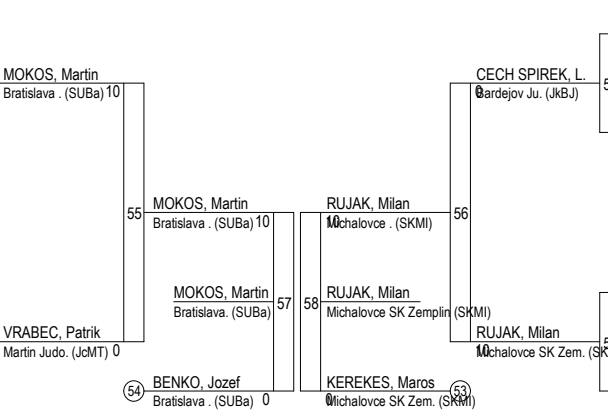 MOKOS, Martin
Bratislava . (SUBa) 10
CECH SPIREK, L.
0
Bardejov Ju. (JkBJ)
5
55
MOKOS, Martin
Bratislava . (SUBa) 10
RUJAK, Milan
10
Michalovce . (SKMI)
56
MOKOS, Martin
Bratislava. (SUBa)
57
58
RUJAK, Milan
Michalovce SK Zemplin (SKMI)
VRABEC, Patrik
Martin Judo. (JcMT) 0
RUJAK, Milan
10
Michalovce SK Zem. (SK
5
54
BENKO, Jozef
Bratislava . (SUBa) 0
KEREKES, Maros
0
Michalovce SK Zem. (SKMI)
53